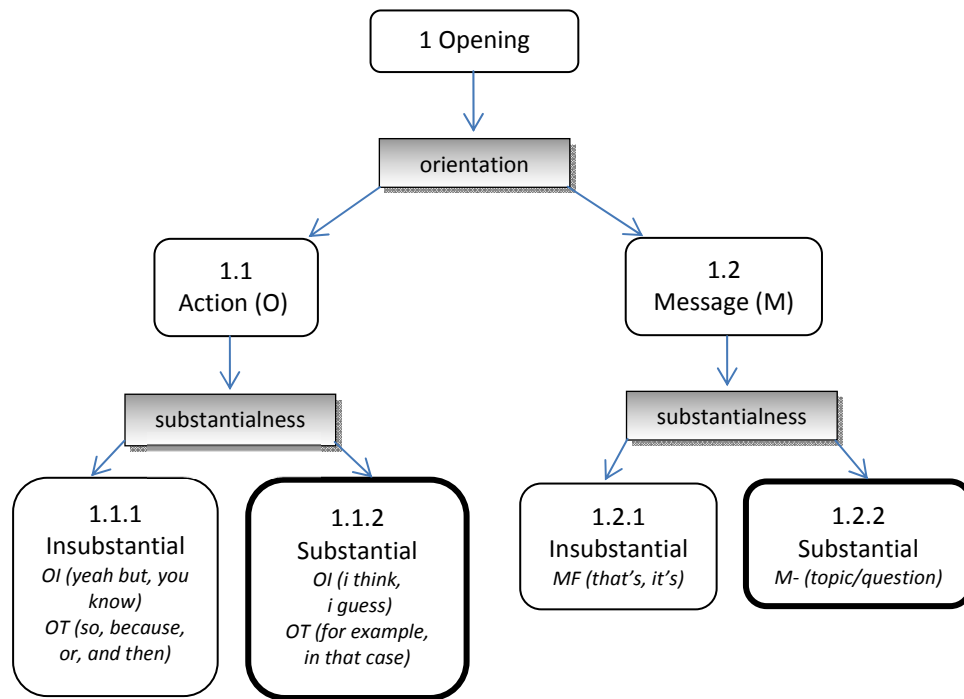 1 Opening
orientation
1.1
Action (O)
1.2
Message (M)
substantialness
substantialness
1.1.1
Insubstantial
OI (yeah but, you
know)
OT (so, because,
or, and then)
1.1.2
Substantial
OI (i think,
i guess)
OT (for example,
in that case)
1.2.1
Insubstantial
MF (that’s, it’s)
1.2.2
Substantial
M- (topic/question)